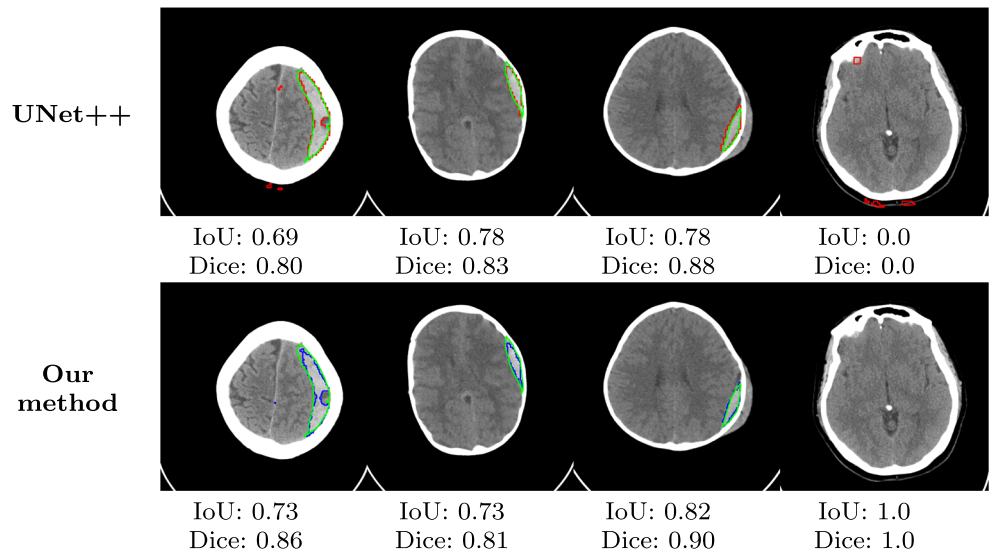 UNet++
IoU: 0.69
Dice: 0.80
IoU: 0.78
Dice: 0.83
IoU: 0.78
Dice: 0.88
IoU: 0.0
Dice: 0.0
Our
method
IoU: 0.73
Dice: 0.86
IoU: 0.73
Dice: 0.81
IoU: 0.82
Dice: 0.90
IoU: 1.0
Dice: 1.0